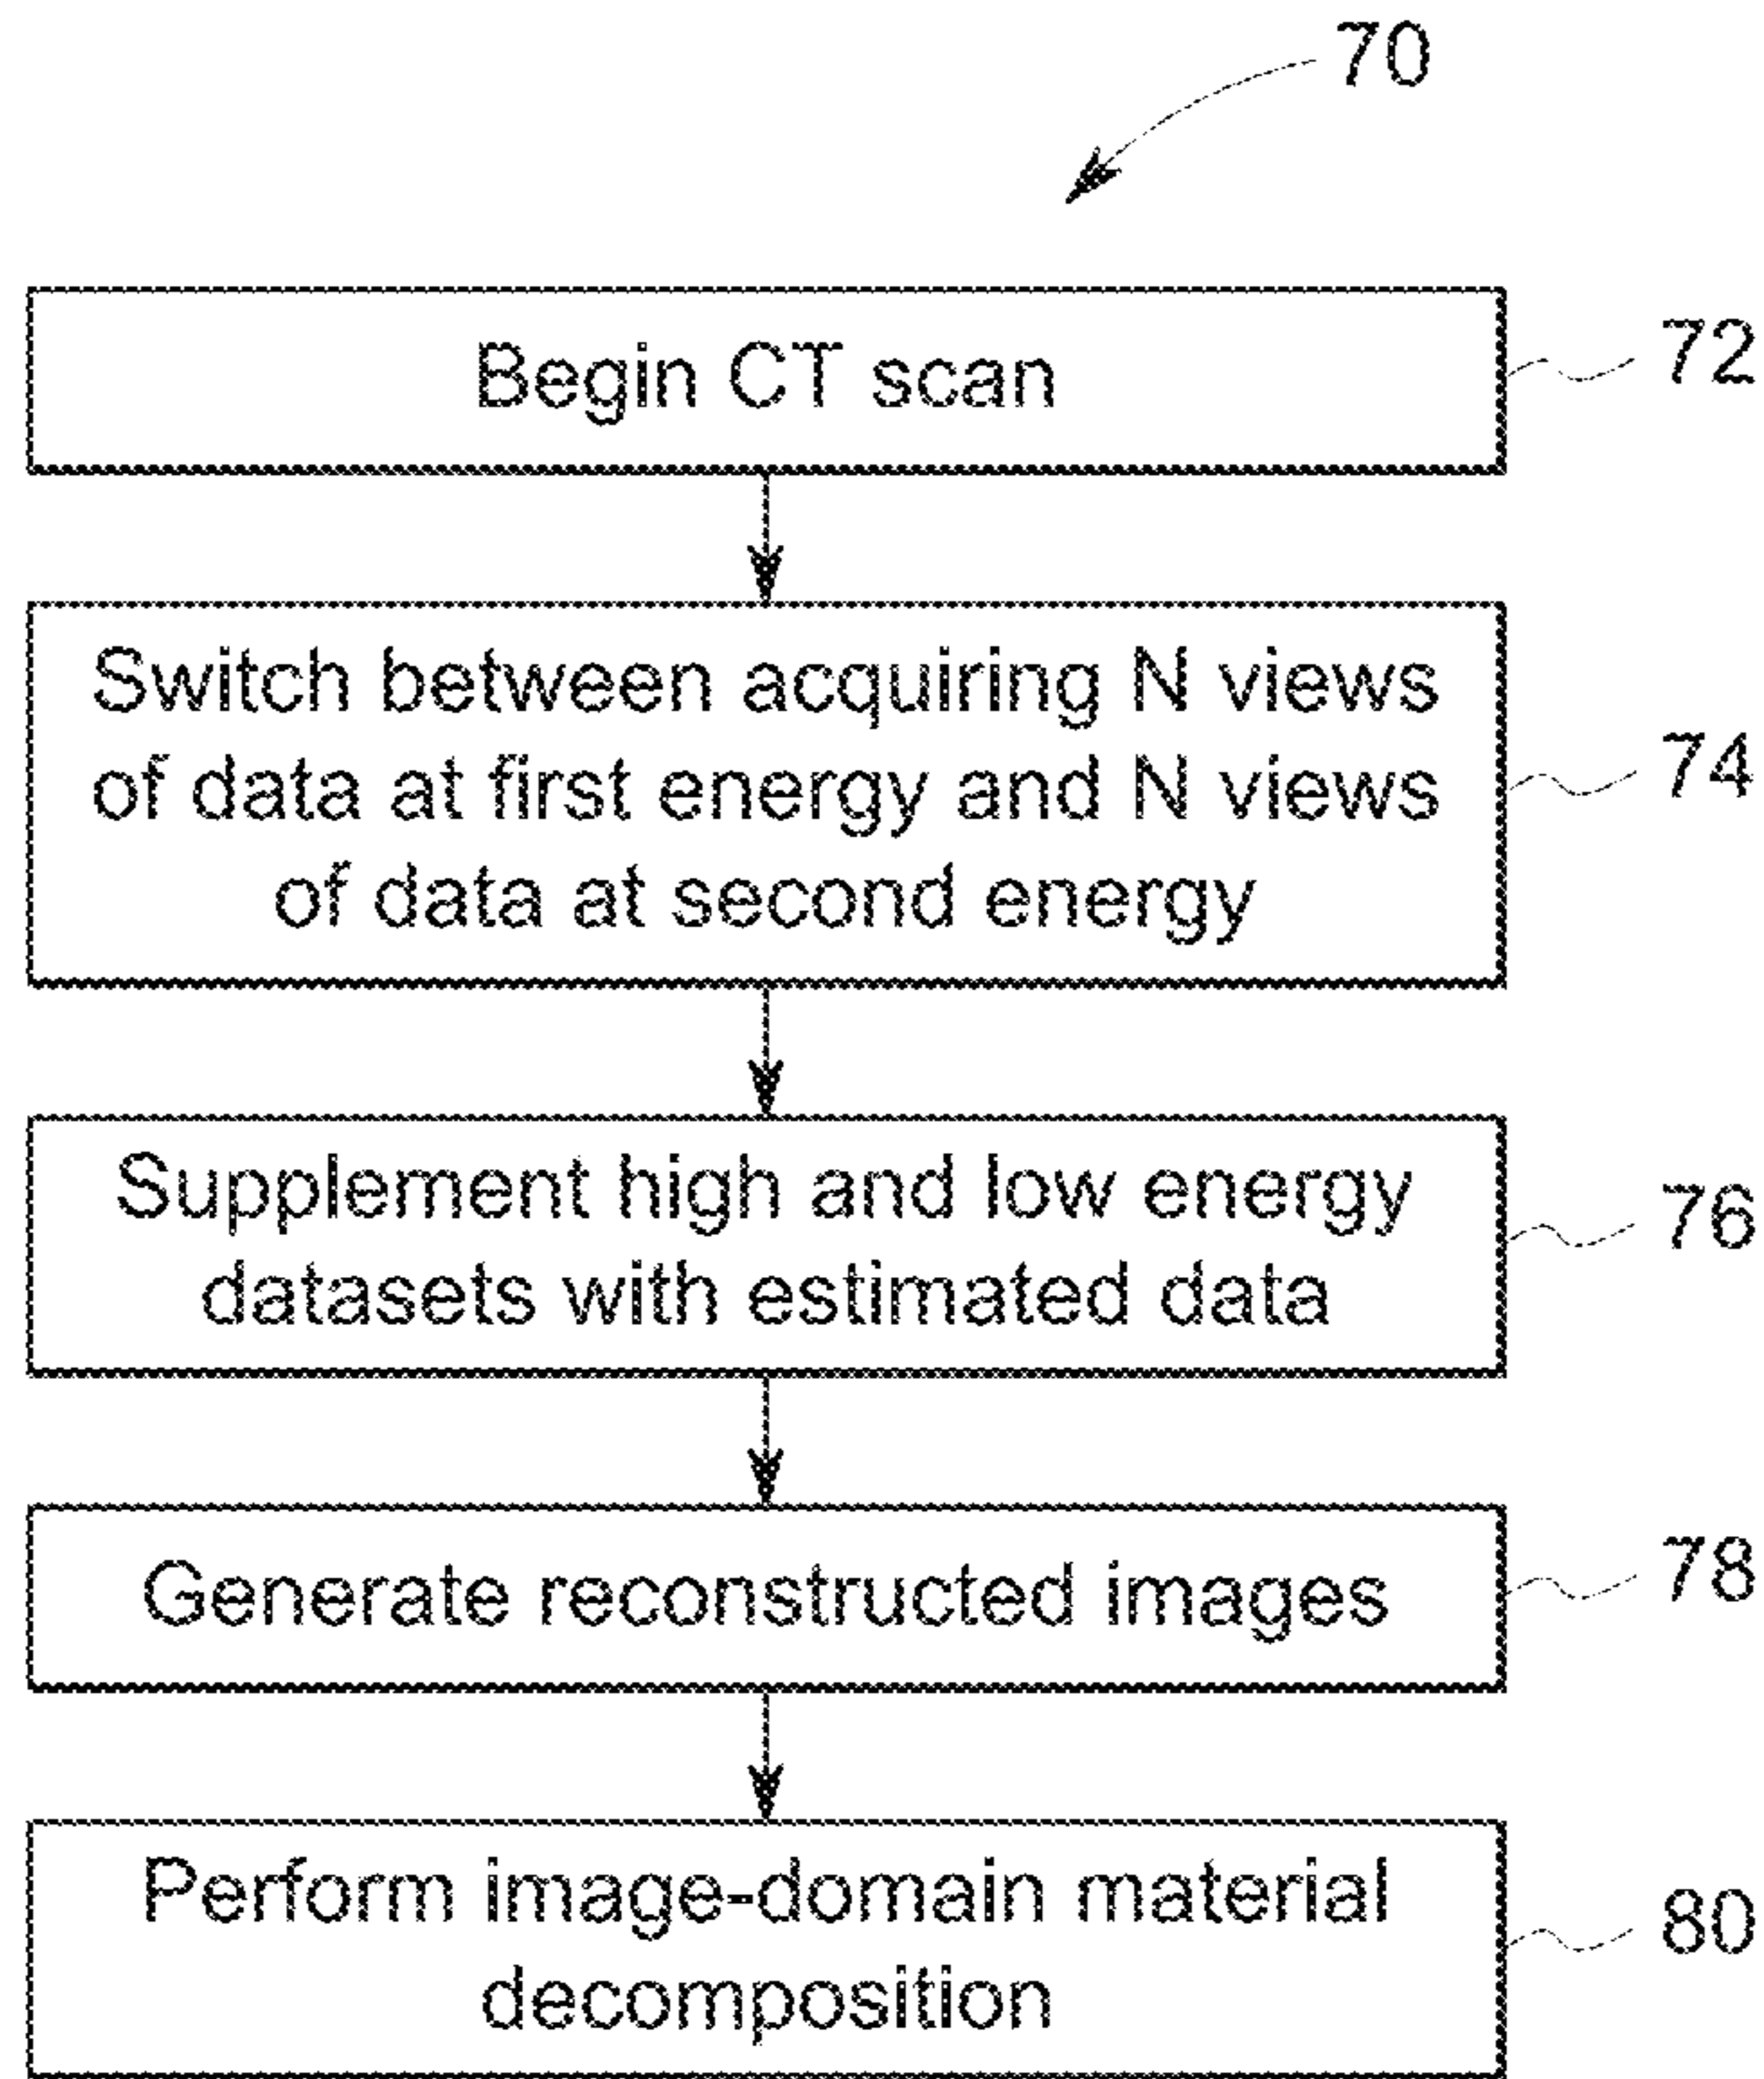 70
Begin CT scan
72
Switch between acquiring N views
of data at first energy and N views
of data at second energy
74
Supplement high and low energy
datasets with estimated data
76
Generate reconstructed images
78
Perform image-domain material
decomposition
80